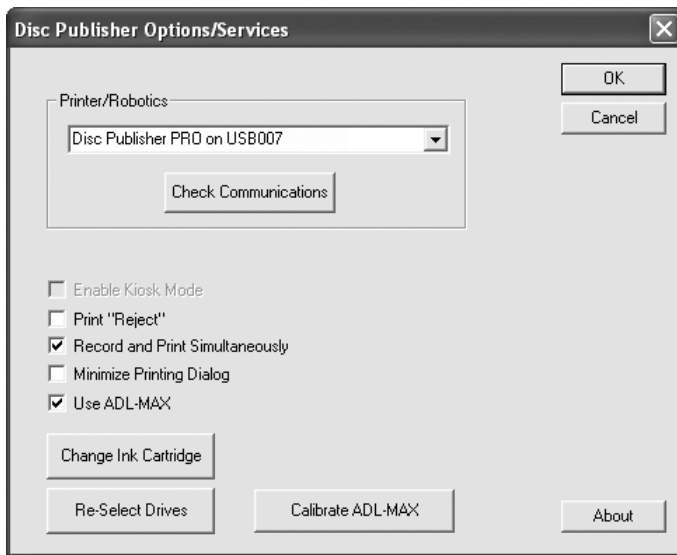 Disc Publisher Options/Services
OK
Printer/Robotics
Cancel
Disc Publisher PRO on USB007
Check Communications
Enable Kiosk Mode
Print "Reject"
Record and Print Simultaneously
Minimize Printing Dialog
Use ADL-MAX
Change Ink Cartridge
Re-Select Drives
Calibrate ADL-MAX
About